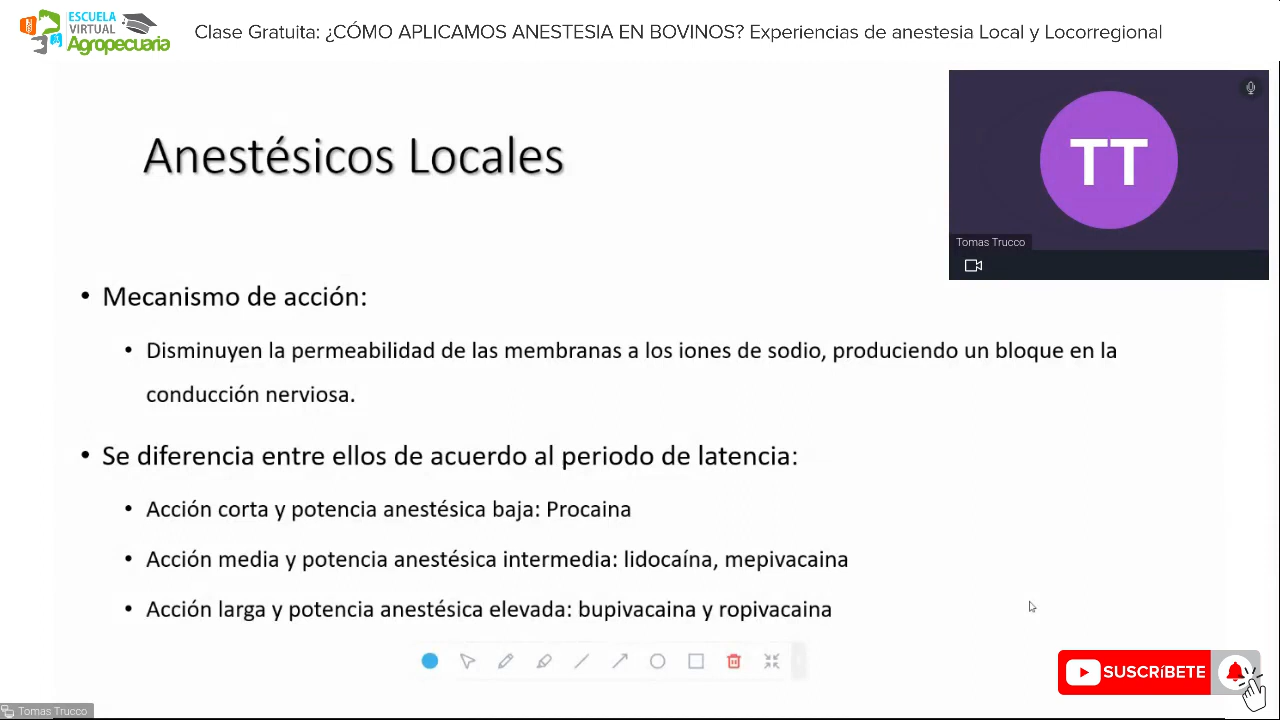 ESCUELA
VIRTUAL
Agropecuaria
Clase Gratuita: ¿CÓMO APLICAMOS ANESTESIA EN BOVINOS? Experiencias de anestesia Local y Locorregional
TT
Tomas Trucco
Anestésicos Locales
• Mecanismo de acción:
• Disminuyen la permeabilidad de las membranas a los iones de sodio, produciendo un bloque en la
conducción nerviosa.
• Se diferencia entre ellos de acuerdo al periodo de latencia:
• Acción corta y potencia anestésica baja: Procaina
• Acción media y potencia anestésica intermedia: lidocaína, mepivacaina
• Acción larga y potencia anestésica elevada: bupivacaina y ropivacaina
SUSCRíBETE
Tomas Trucco